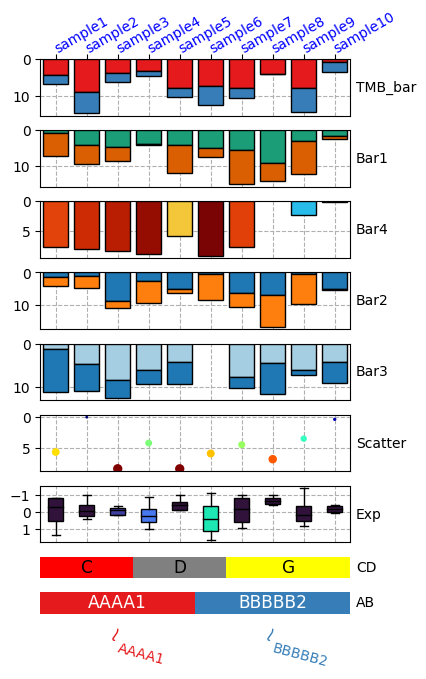 sample1 sample2 sample3 sample4 sample5 sample6 sample7 sample8 sample9 sample10
0
10
TMB_bar
0
10
Bar1
0
5
Bar4
0
10
Bar2
0
10
Bar3
0
5
Scatter
−1
0
1
Exp
C D G CD
AAAA1 BBBBB2 AB
AAAA1 BBBBB2